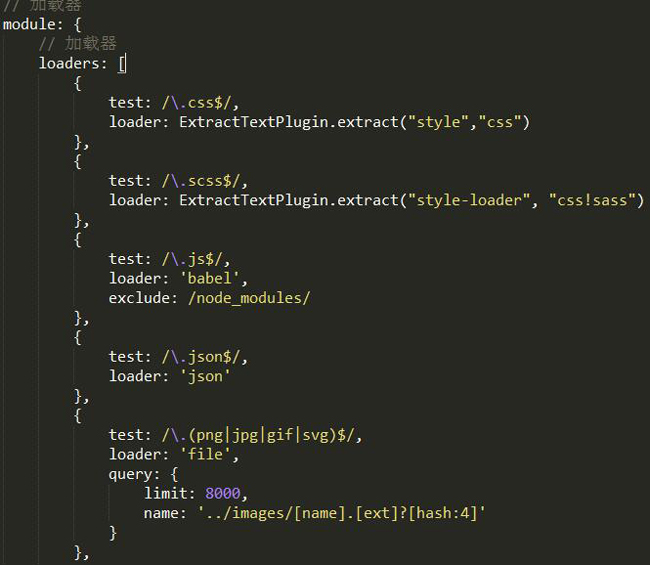 // 加载器
module: {
// 加载器
loaders: [
{
test: /\.css$/,
loader: ExtractTextPlugin.extract("style","css")
},
{
test: /\.scss$/,
loader: ExtractTextPlugin.extract("style-loader", "css!sass")
},
{
test: /\.js$/,
loader: 'babel',
exclude: /node_modules/
},
{
test: /\.json$/,
loader: 'json'
},
{
test: /\.(png|jpg|gif|svg)$/,
loader: 'file',
query: {
limit: 8000,
name: '../images/[name].[ext]?[hash:4]'
}
},